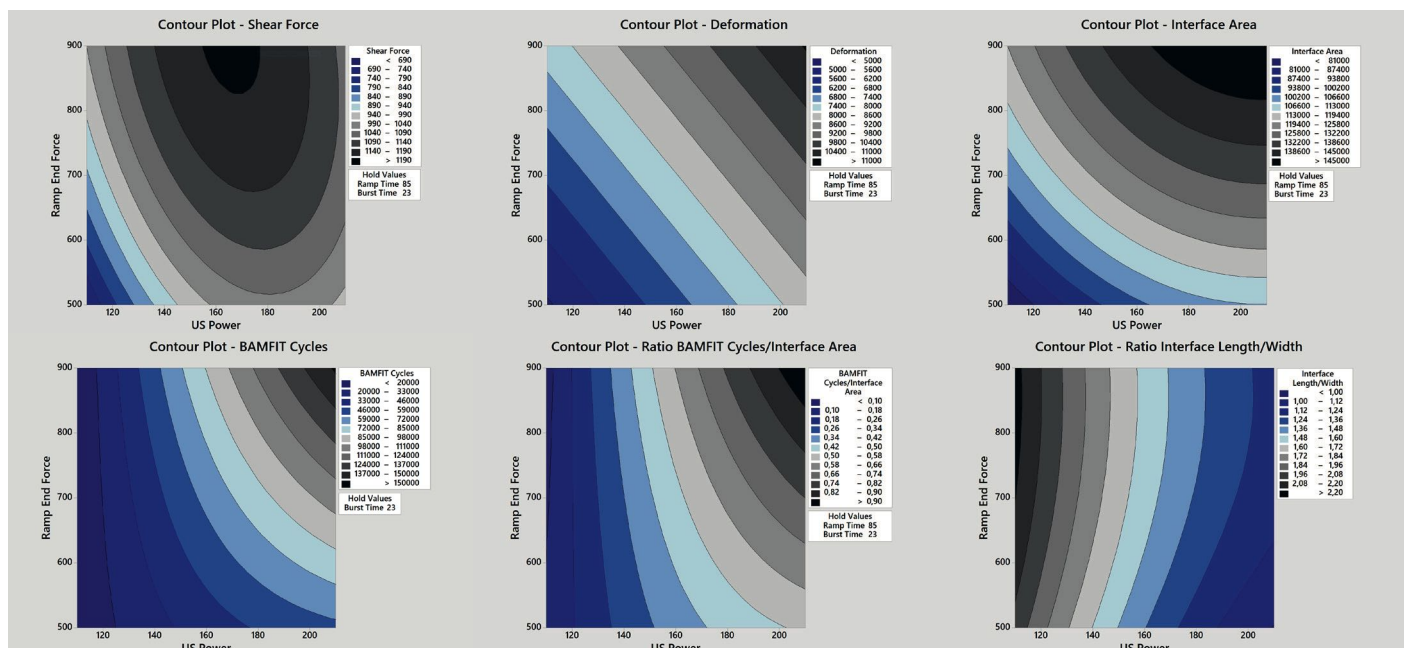 Contour Plot - Shear Force
900
800
700
600
500
120
140
160
180
200
Ramp End Force
US Power
Shear Force
< 690
690 – 740
740 – 790
790 – 840
840 – 890
890 – 940
940 – 990
990 – 1040
1040 – 1090
1090 – 1140
1140 – 1190
> 1190
Hold Values
Ramp Time 85
Burst Time 23
Contour Plot - Deformation
900
800
700
600
500
120
140
160
180
200
Ramp End Force
US Power
Deformation
< 5000
5000 – 5600
5600 – 6200
6200 – 6800
6800 – 7400
7400 – 8000
8000 – 8600
8600 – 9200
9200 – 9800
9800 – 10400
10400 – 11000
> 11000
Hold Values
Ramp Time 85
Burst Time 23
Contour Plot - Interface Area
900
800
700
600
500
120
140
160
180
200
Ramp End Force
US Power
Interface Area
< 81000
81000 – 87400
87400 – 93800
93800 – 100200
100200 – 106600
106600 – 113000
113000 – 119400
119400 – 125800
125800 – 132200
132200 – 138600
138600 – 145000
> 145000
Hold Values
Ramp Time 85
Burst Time 23
Contour Plot - BAMFIT Cycles
900
800
700
600
500
120
140
160
180
200
Ramp End Force
US Power
BAMFIT Cycles
< 20000
20000 – 33000
33000 – 46000
46000 – 59000
59000 – 72000
72000 – 85000
85000 – 98000
98000 – 111000
111000 – 124000
124000 – 137000
137000 – 150000
> 150000
Hold Values
Burst Time 23
Contour Plot - Ratio BAMFIT Cycles/Interface Area
900
800
700
600
500
120
140
160
180
200
Ramp End Force
US Power
BAMFIT
Cycles/Interface
Area
< 0,10
0,10 – 0,18
0,18 – 0,26
0,26 – 0,34
0,34 – 0,42
0,42 – 0,50
0,50 – 0,58
0,58 – 0,66
0,66 – 0,74
0,74 – 0,82
0,82 – 0,90
> 0,90
Hold Values
Ramp Time 85
Burst Time 23
Contour Plot - Ratio Interface Length/Width
900
800
700
600
500
120
140
160
180
200
Ramp End Force
US Power
Interface
Length/Width
< 1,00
1,00 – 1,12
1,12 – 1,24
1,24 – 1,36
1,36 – 1,48
1,48 – 1,60
1,60 – 1,72
1,72 – 1,84
1,84 – 1,96
1,96 – 2,08
2,08 – 2,20
> 2,20
Hold Values
Ramp Time 85
Burst Time 23